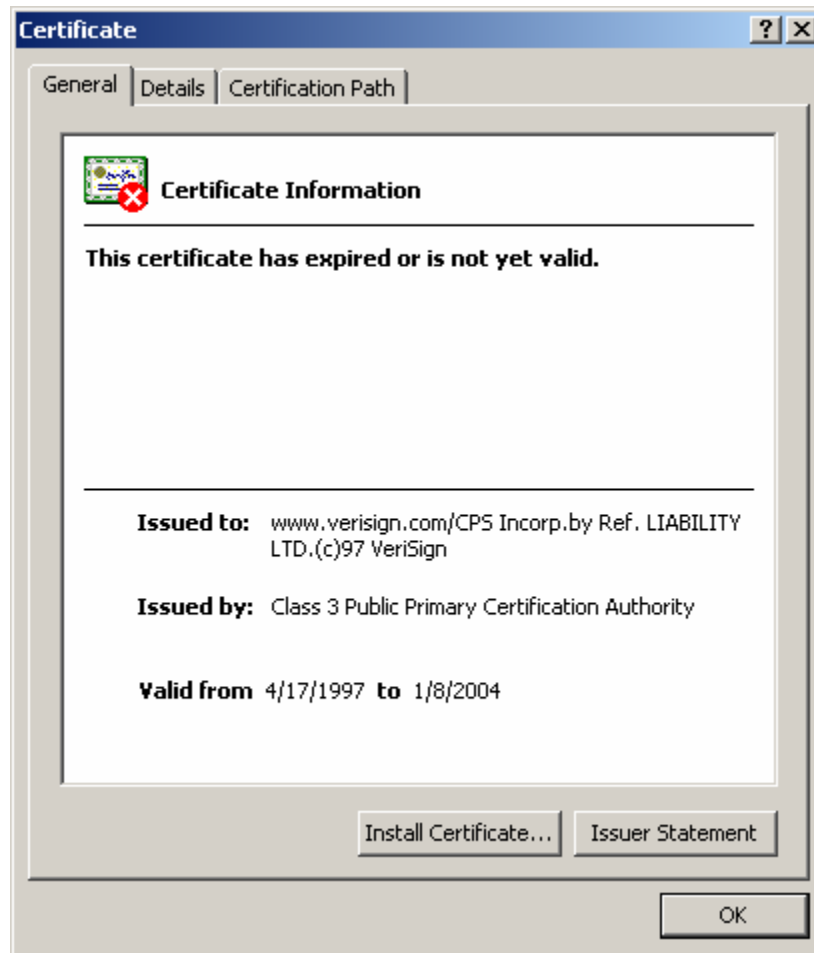 Certificate
?
General Details Certification Path
Certificate Information
This certificate has expired or is not yet valid.
Issued to: www.verisign.com/CPS Incorp.by Ref. LIABILITY
LTD.(c)97 VeriSign
Issued by: Class 3 Public Primary Certification Authority
Valid from 4/17/1997 to 1/8/2004
Install Certificate... Issuer Statement
OK